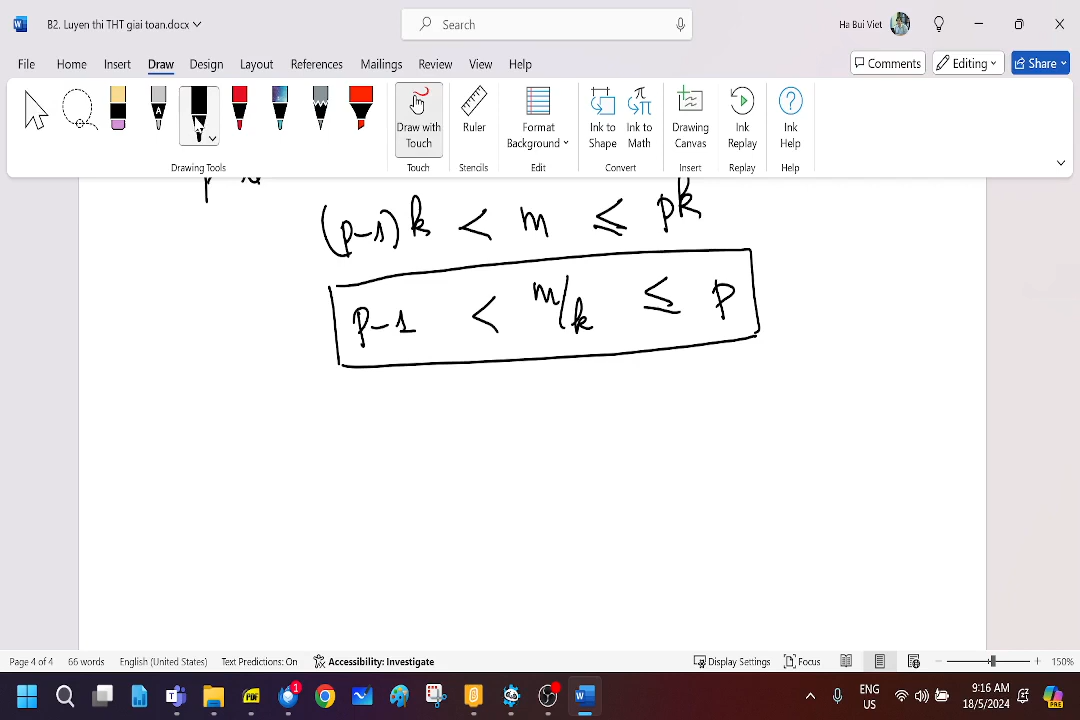 B2. Luyen thi THT giai toan.docx
Search
Ha Bui Viet
File Home Insert Draw Design Layout References Mailings Review View Help
Comments Editing Share
Draw with Touch
Ruler
Format Background
Ink to Shape
Ink to Math
Drawing Canvas
Ink Replay
Ink Help
Drawing Tools Touch Stencils Edit Convert Insert Replay Help
(p-1)k < m ≤ pk
p-1 < m/k ≤ p
Page 4 of 4 66 words English (United States) Text Predictions: On Accessibility: Investigate Display Settings Focus 150%
ENG US
9:16 AM
18/5/2024